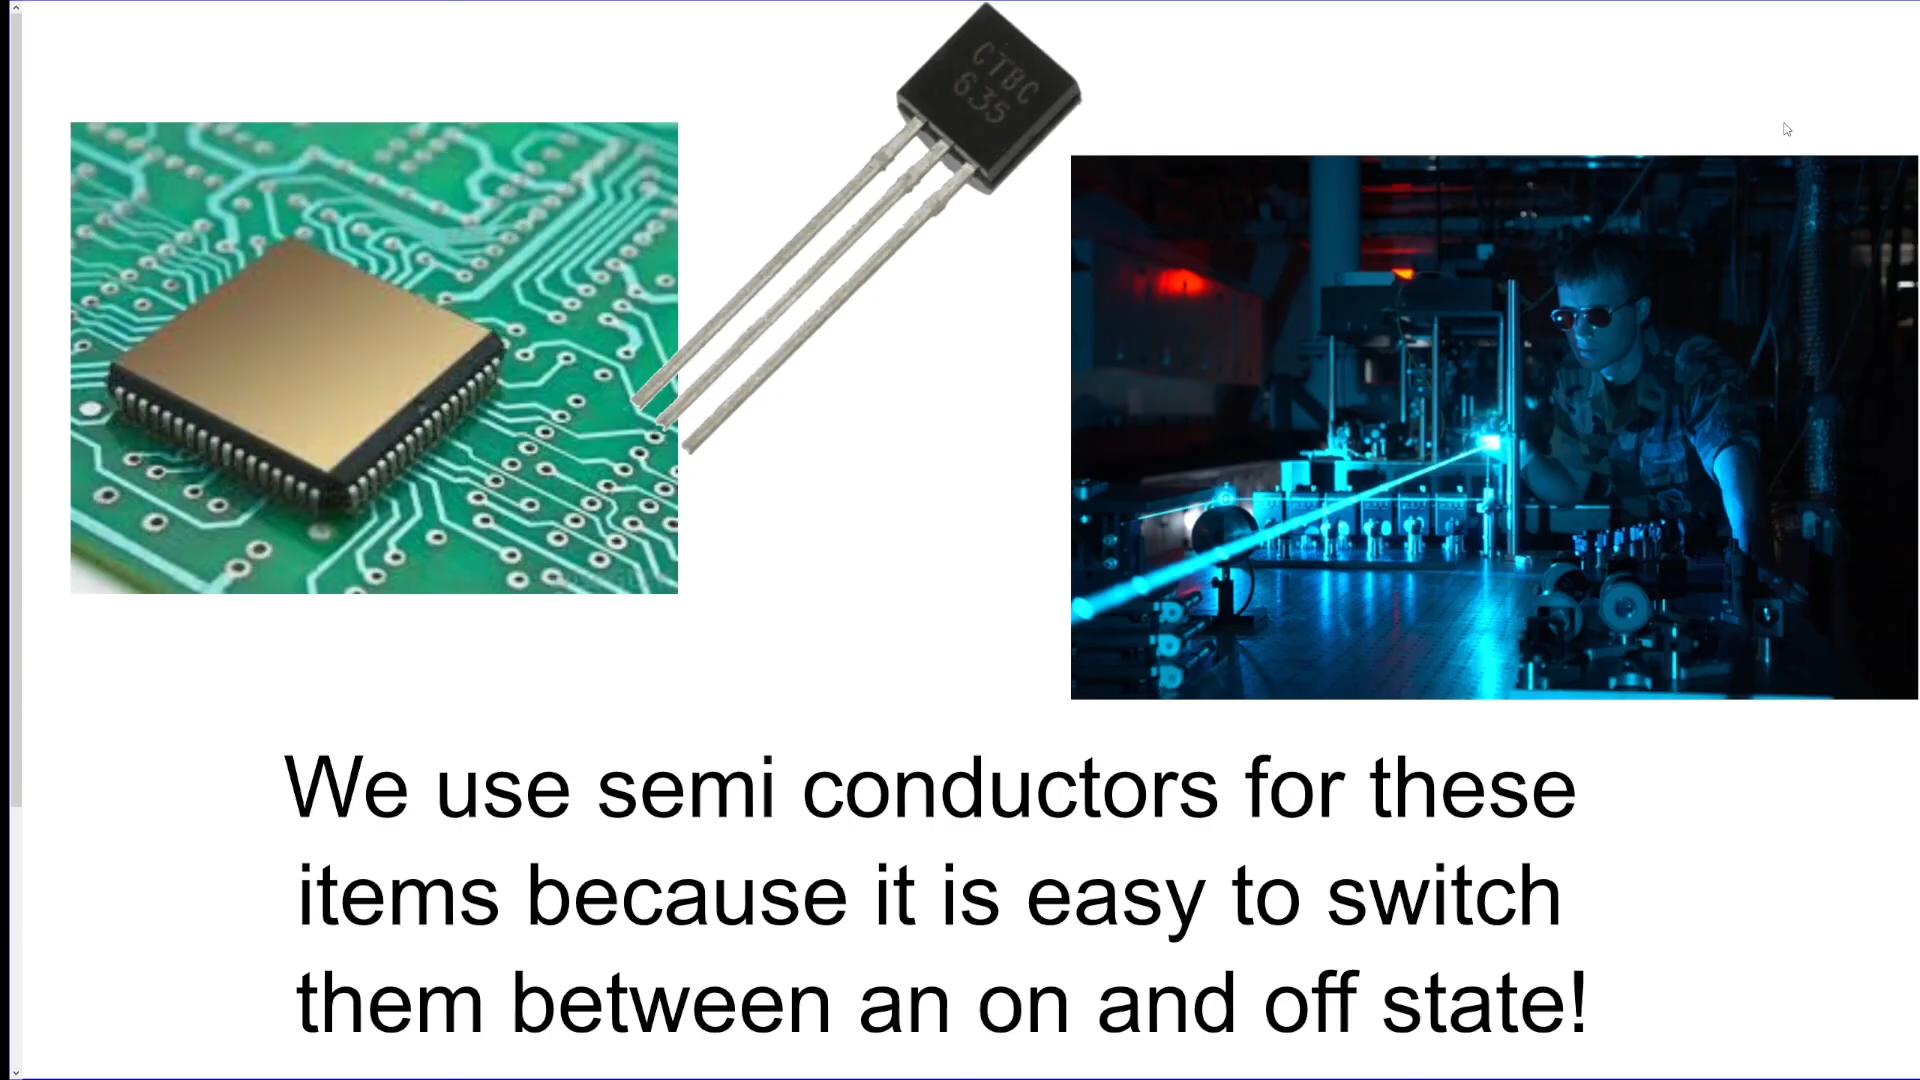 CTBC
635
We use semi conductors for these
items because it is easy to switch
them between an on and off state!